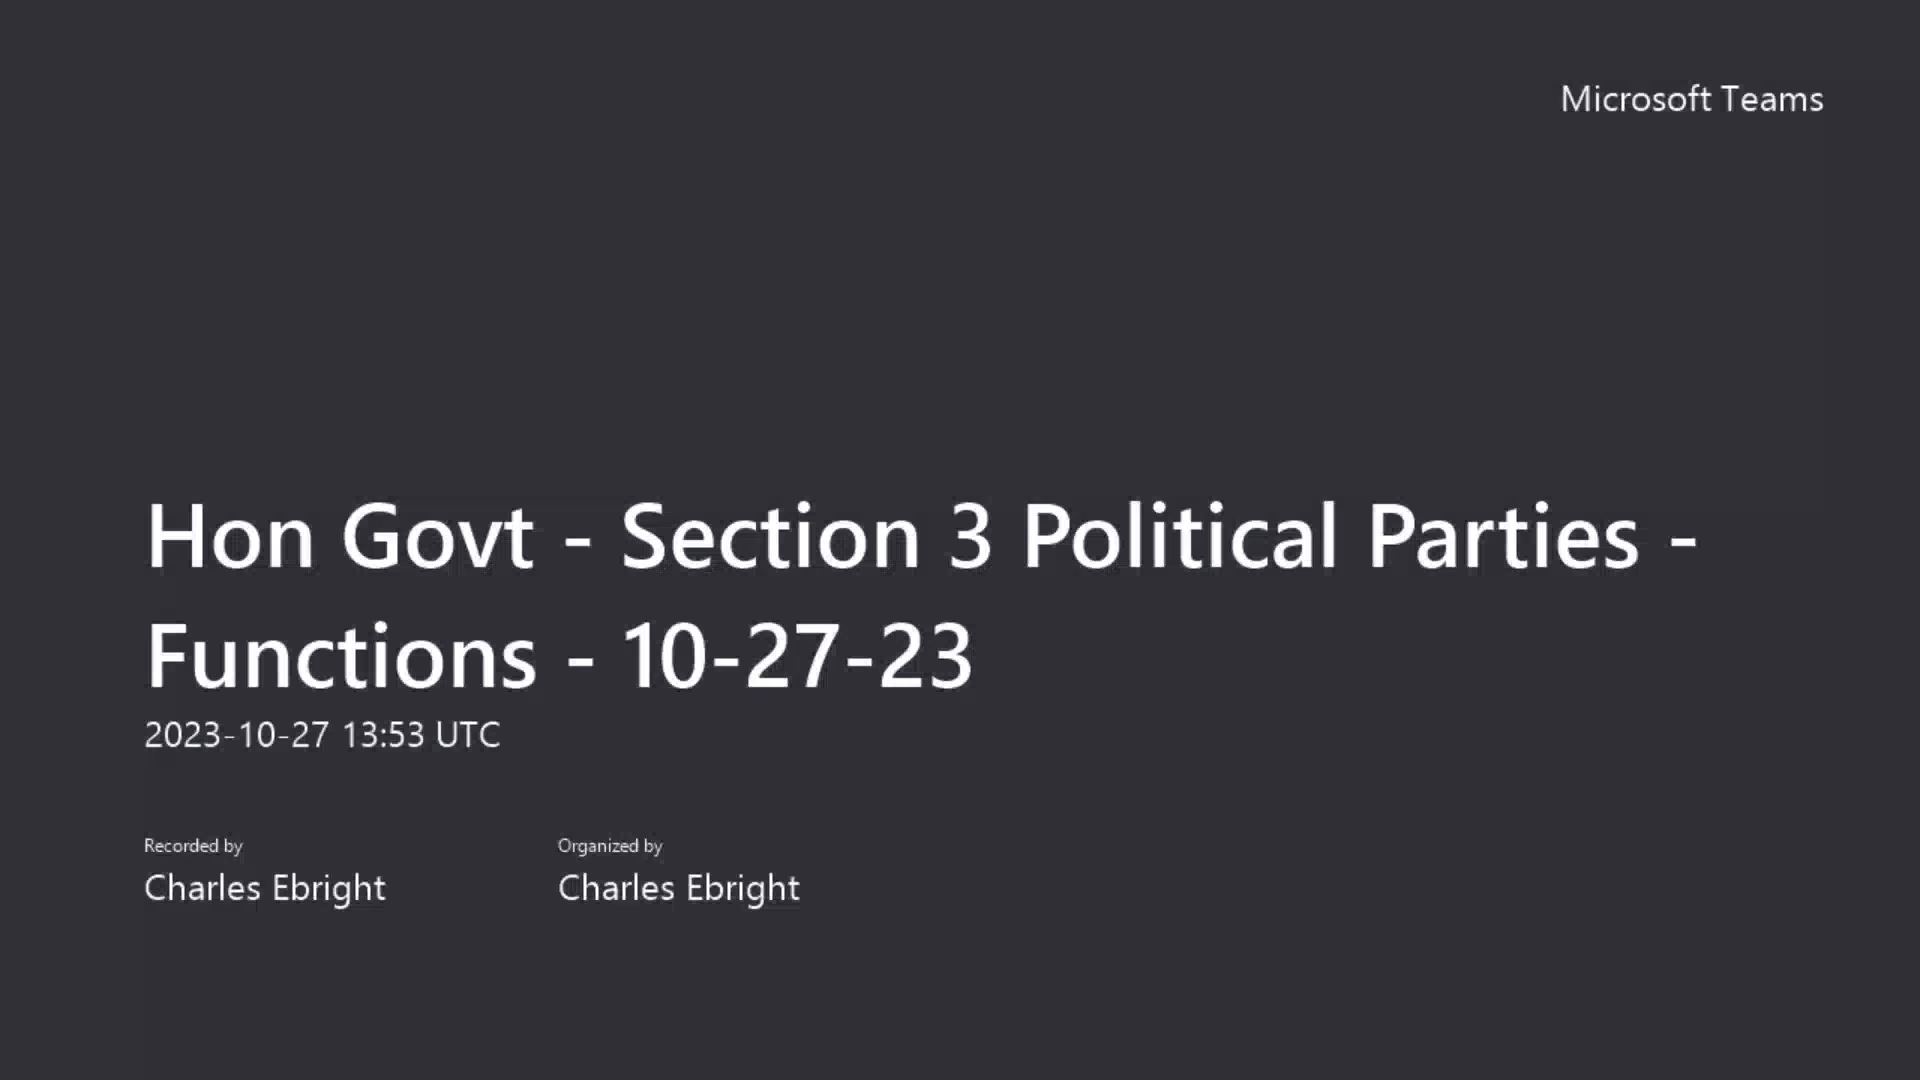 Microsoft Teams
Hon Govt - Section 3 Political Parties -
Functions - 10-27-23
2023-10-27 13:53 UTC
Recorded by
Charles Ebright
Organized by
Charles Ebright